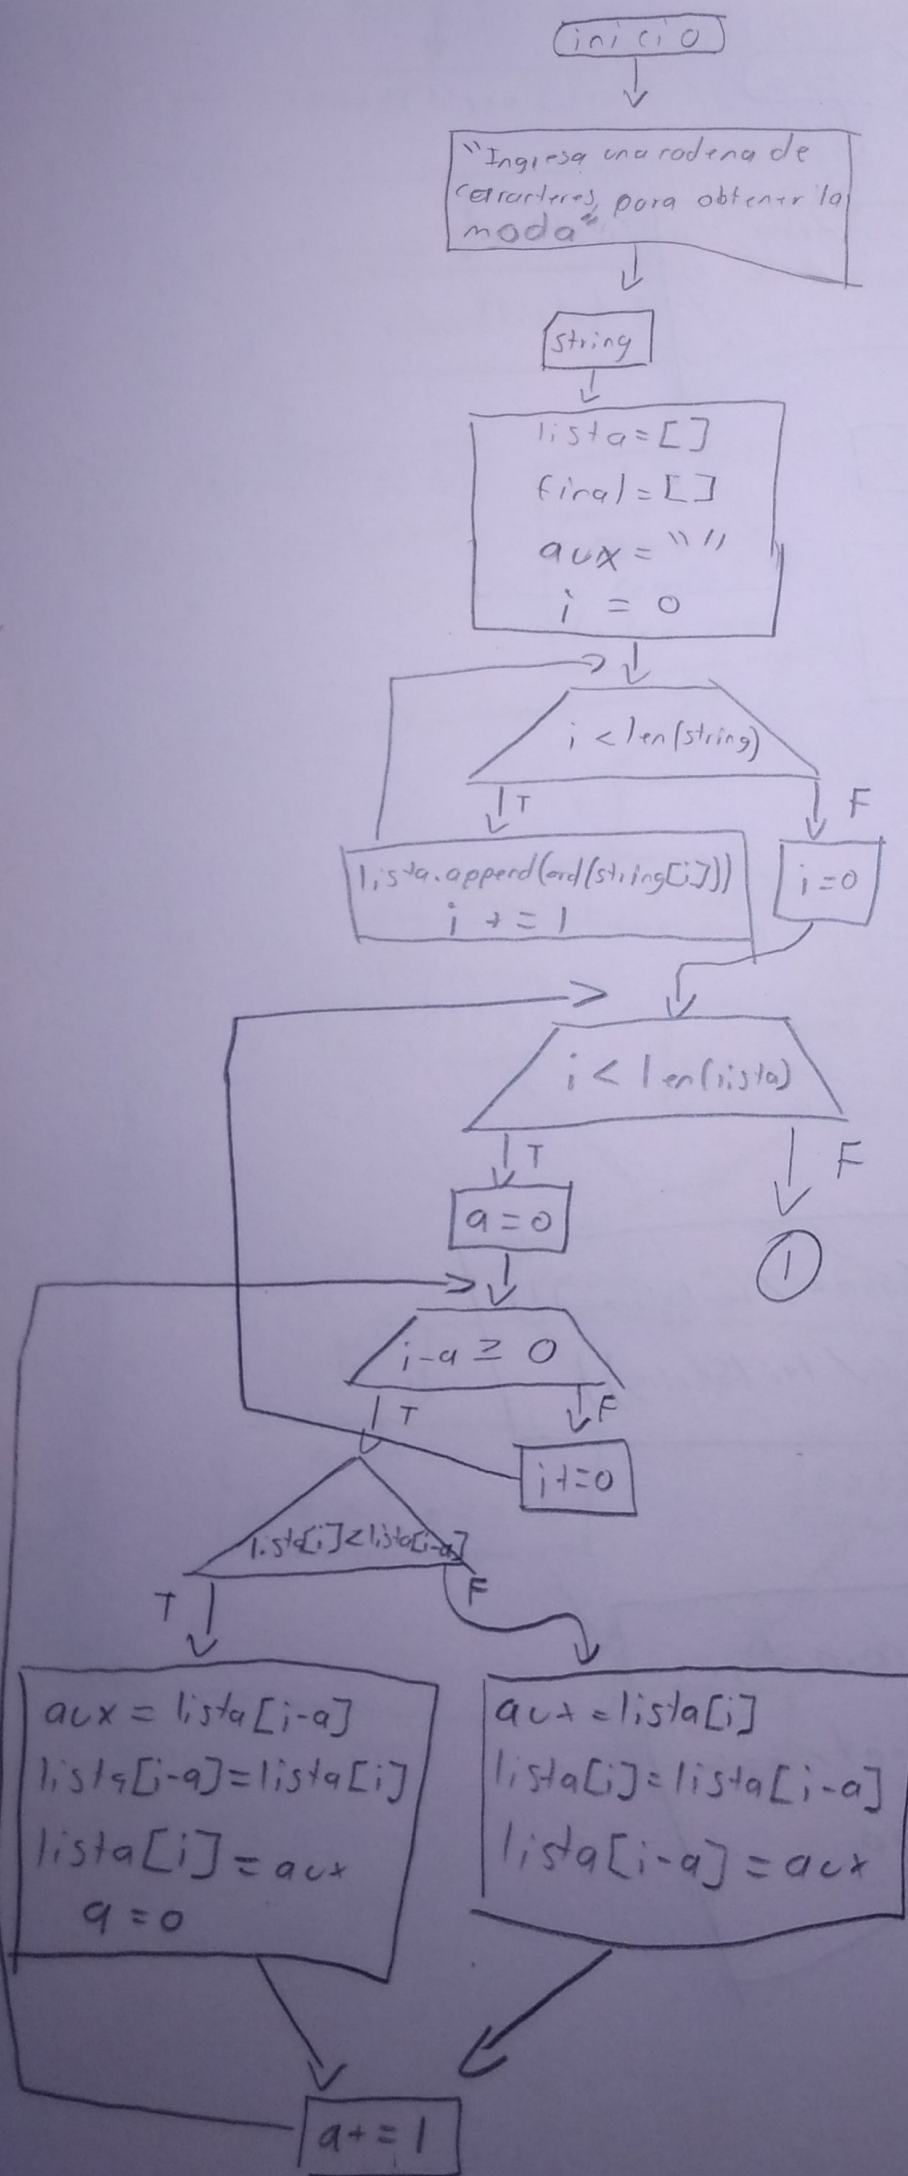 inicio
"Ingresa una cadena de
caracteres para obtener la
moda"
string
lista=[]
final=[]
aux = ""
i = 0
i < len(string)
T
F
lista.append(ord(string[i]))
i += 1
i=0
i < len(lista)
T
F
a=0
1
i-a ≥ 0
T
F
i+=0
lista[i]<lista[i-a]
T
F
aux = lista[i-a]
lista[i-a]=lista[i]
lista[i] = aux
a=0
aux=lista[i]
lista[i]=lista[i-a]
lista[i-a]=aux
a+=1